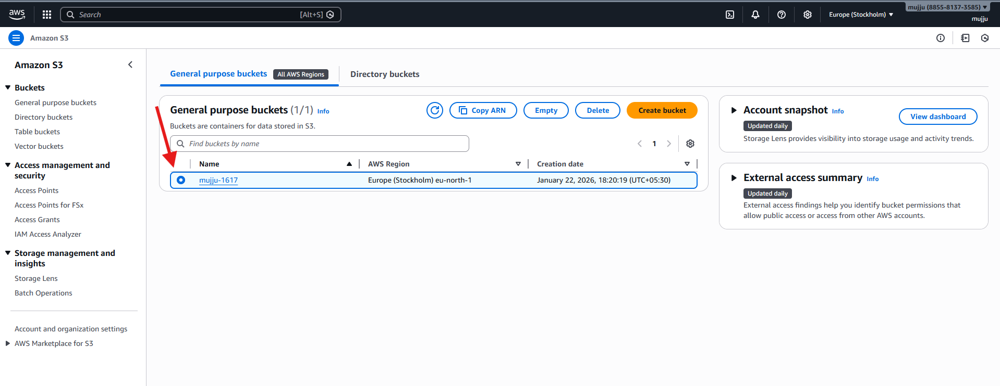 aws
Search [Alt+S]
Europe (Stockholm)
mujju (8855-8137-3585)
mujju
Amazon S3
Amazon S3
Buckets
General purpose buckets
Directory buckets
Table buckets
Vector buckets
Access management and
security
Access Points
Access Points for FSx
Access Grants
IAM Access Analyzer
Storage management and
insights
Storage Lens
Batch Operations
Account and organization settings
AWS Marketplace for S3
General purpose buckets All AWS Regions Directory buckets
General purpose buckets (1/1) Info
Copy ARN Empty Delete Create bucket
Buckets are containers for data stored in S3.
Find buckets by name
1
Name AWS Region Creation date
mujju-1617 Europe (Stockholm) eu-north-1 January 22, 2026, 18:20:19 (UTC+05:30)
Account snapshot Info
View dashboard
Updated daily
Storage Lens provides visibility into storage usage and activity trends.
External access summary Info
Updated daily
External access findings help you identify bucket permissions that
allow public access or access from other AWS accounts.